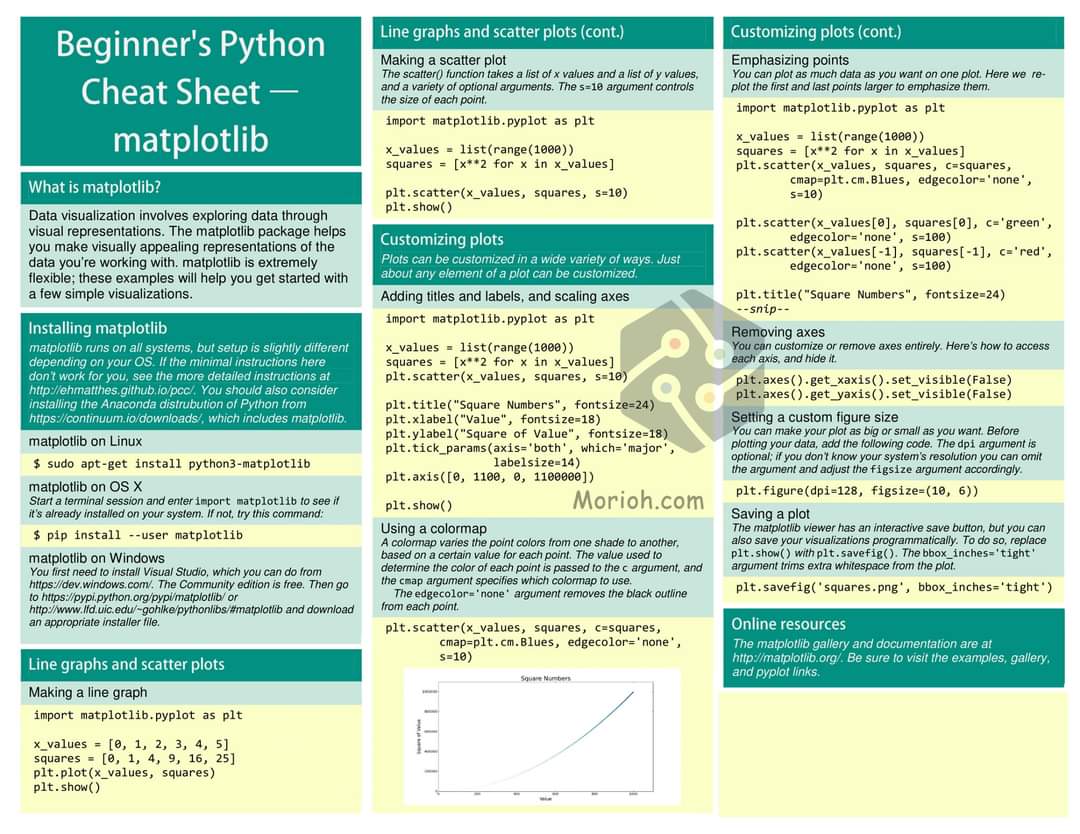 Beginner's Python
Cheat Sheet —
matplotlib
What is matplotlib?
Data visualization involves exploring data through
visual representations. The matplotlib package helps
you make visually appealing representations of the
data you're working with. matplotlib is extremely
flexible; these examples will help you get started with
a few simple visualizations.
Installing matplotlib
matplotlib runs on all systems, but setup is slightly different
depending on your OS. If the minimal instructions here
don't work for you, see the more detailed instructions at
http://ehmatthes.github.io/pcc/. You should also consider
installing the Anaconda distrubution of Python from
https://continuum.io/downloads/, which includes matplotlib.
matplotlib on Linux
$ sudo apt-get install python3-matplotlib
matplotlib on OS X
Start a terminal session and enter import matplotlib to see if
it's already installed on your system. If not, try this command:
$ pip install --user matplotlib
matplotlib on Windows
You first need to install Visual Studio, which you can do from
https://dev.windows.com/. The Community edition is free. Then go
to https://pypi.python.org/pypi/matplotlib/ or
http://www.lfd.uic.edu/~gohlke/pythonlibs/#matplotlib and download
an appropriate installer file.
Line graphs and scatter plots
Making a line graph
import matplotlib.pyplot as plt
x_values = [0, 1, 2, 3, 4, 5]
squares = [0, 1, 4, 9, 16, 25]
plt.plot(x_values, squares)
plt.show()
Line graphs and scatter plots (cont.)
Making a scatter plot
The scatter() function takes a list of x values and a list of y values,
and a variety of optional arguments. The s=10 argument controls
the size of each point.
import matplotlib.pyplot as plt
x_values = list(range(1000))
squares = [x**2 for x in x_values]
plt.scatter(x_values, squares, s=10)
plt.show()
Customizing plots
Plots can be customized in a wide variety of ways. Just
about any element of a plot can be customized.
Adding titles and labels, and scaling axes
import matplotlib.pyplot as plt
x_values = list(range(1000))
squares = [x**2 for x in x_values]
plt.scatter(x_values, squares, s=10)
plt.title("Square Numbers", fontsize=24)
plt.xlabel("Value", fontsize=18)
plt.ylabel("Square of Value", fontsize=18)
plt.tick_params(axis='both', which='major',
labelsize=14)
plt.axis([0, 1100, 0, 1100000])
plt.show()
Morioh.com
Using a colormap
A colormap varies the point colors from one shade to another,
based on a certain value for each point. The value used to
determine the color of each point is passed to the c argument, and
the cmap argument specifies which colormap to use.
The edgecolor='none' argument removes the black outline
from each point.
plt.scatter(x_values, squares, c=squares,
cmap=plt.cm.Blues, edgecolor='none',
s=10)
Square Numbers
Square of Value
1000000
800000
600000
400000
200000
0
0 200 400 600 800 1000
Value
Customizing plots (cont.)
Emphasizing points
You can plot as much data as you want on one plot. Here we re-
plot the first and last points larger to emphasize them.
import matplotlib.pyplot as plt
x_values = list(range(1000))
squares = [x**2 for x in x_values]
plt.scatter(x_values, squares, c=squares,
cmap=plt.cm.Blues, edgecolor='none',
s=10)
plt.scatter(x_values[0], squares[0], c='green',
edgecolor='none', s=100)
plt.scatter(x_values[-1], squares[-1], c='red',
edgecolor='none', s=100)
plt.title("Square Numbers", fontsize=24)
--snip--
Removing axes
You can customize or remove axes entirely. Here's how to access
each axis, and hide it.
plt.axes().get_xaxis().set_visible(False)
plt.axes().get_yaxis().set_visible(False)
Setting a custom figure size
You can make your plot as big or small as you want. Before
plotting your data, add the following code. The dpi argument is
optional; if you don't know your system's resolution you can omit
the argument and adjust the figsize argument accordingly.
plt.figure(dpi=128, figsize=(10, 6))
Saving a plot
The matplotlib viewer has an interactive save button, but you can
also save your visualizations programmatically. To do so, replace
plt.show() with plt.savefig(). The bbox_inches='tight'
argument trims extra whitespace from the plot.
plt.savefig('squares.png', bbox_inches='tight')
Online resources
The matplotlib gallery and documentation are at
http://matplotlib.org/. Be sure to visit the examples, gallery,
and pyplot links.